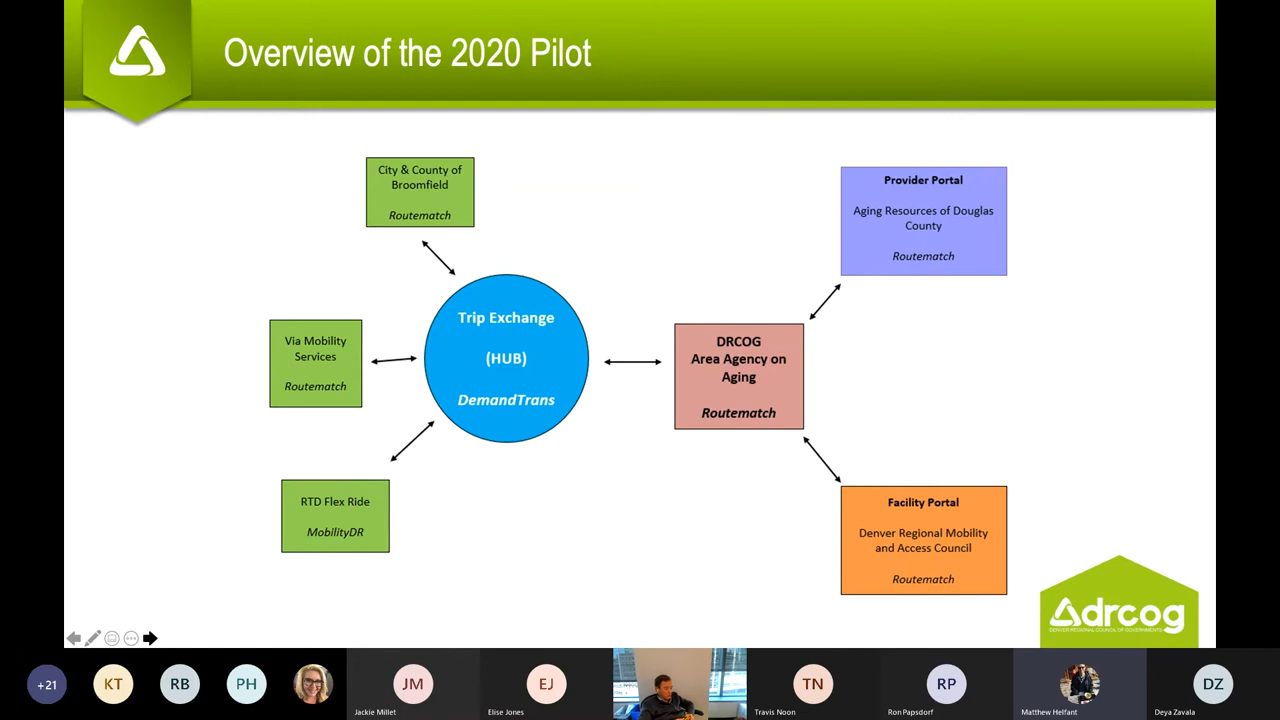 Overview of the 2020 Pilot
City & County of
Broomfield
Routematch
Provider Portal
Aging Resources of Douglas
County
Routematch
Trip Exchange
(HUB)
DemandTrans
Via Mobility
Services
Routematch
DRCOG
Area Agency on
Aging
Routematch
RTD Flex Ride
MobilityDR
Facility Portal
Denver Regional Mobility
and Access Council
Routematch
drcog
DENVER REGIONAL COUNCIL OF GOVERNMENTS
+21
KT
RB
PH
JM
Jackie Millet
EJ
Elise Jones
TN
Travis Noon
RP
Ron Papsdorf
Matthew Helfant
DZ
Deya Zavala